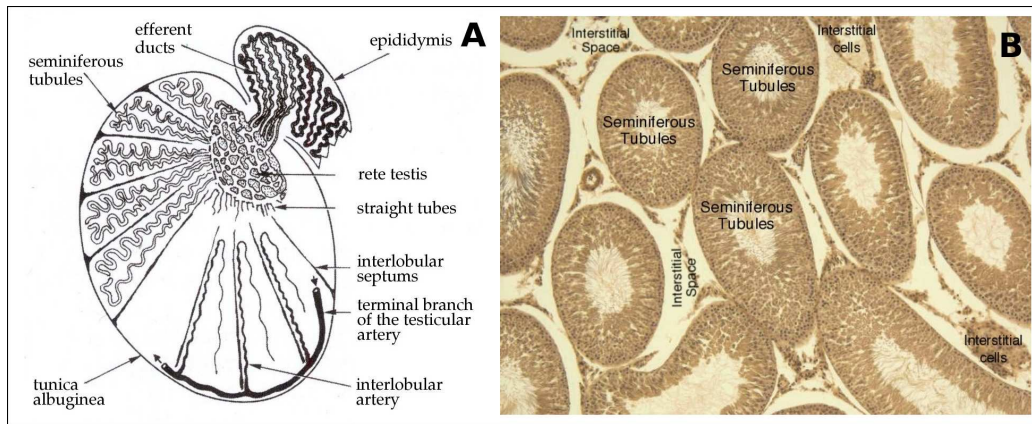 efferent
ducts
epididymis
A
seminiferous
tubules
rete testis
straight tubes
interlobular
septums
terminal branch
of the testicular
artery
interlobular
artery
tunica
albuginea
B
Interstitial
Space
Interstitial
cells
Seminiferous
Tubules
Seminiferous
Tubules
Seminiferous
Tubules
Interstitial
Space
Interstitial
cells